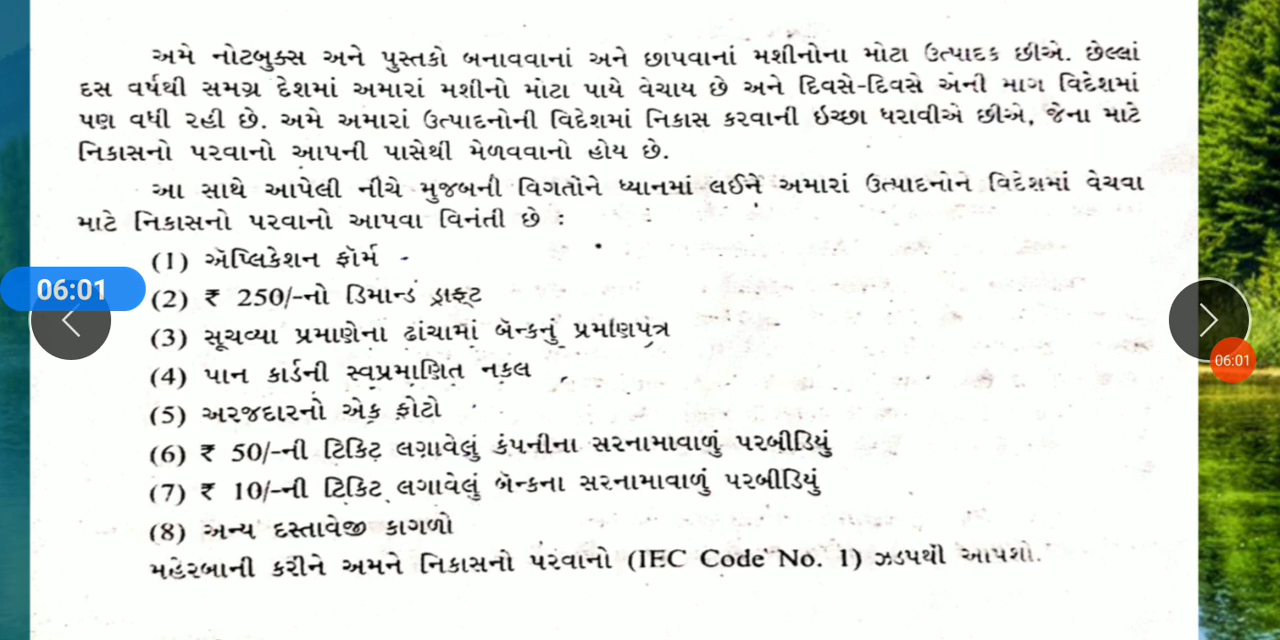 અમે નોટબુક્સ અને પુસ્તકો બનાવવાનાં અને છાપવાનાં મશીનોના મોટા ઉત્પાદક છીએ. છેલ્લાં
દસ વર્ષથી સમગ્ર દેશમાં અમારાં મશીનો મોટા પાયે વેચાય છે અને દિવસે-દિવસે એની માગ વિદેશમાં
પણ વધી રહી છે. અમે અમારાં ઉત્પાદનોની વિદેશમાં નિકાસ કરવાની ઇચ્છા ધરાવીએ છીએ, જેના માટે
નિકાસનો પરવાનો આપની પાસેથી મેળવવાનો હોય છે.
આ સાથે આપેલી નીચે મુજબની વિગતોને ધ્યાનમાં લઈને અમારાં ઉત્પાદનોને વિદેશમાં વેચવા
માટે નિકાસનો પરવાનો આપવા વિનંતી છે :
(1) ઍપ્લિકેશન ફૉર્મ
06:01
(2) ₹ 250/-નો ડિમાન્ડ ડ્રાફ્ટ
(3) સૂચવ્યા પ્રમાણેના ઢાંચામાં બૅન્કનું પ્રમાણપત્ર
06:01
(4) પાન કાર્ડની સ્વપ્રમાણિત નકલ
(5) અરજદારનો એક ફોટો
(6) ₹ 50/-ની ટિકિટ લગાવેલું કંપનીના સરનામાવાળું પરબીડિયું
(7) ₹ 10/-ની ટિકિટ લગાવેલું બૅન્કના સરનામાવાળું પરબીડિયું
(8) અન્ય દસ્તાવેજી કાગળો
મહેરબાની કરીને અમને નિકાસનો પરવાનો (IEC Code No. 1) ઝડપથી આપશો.